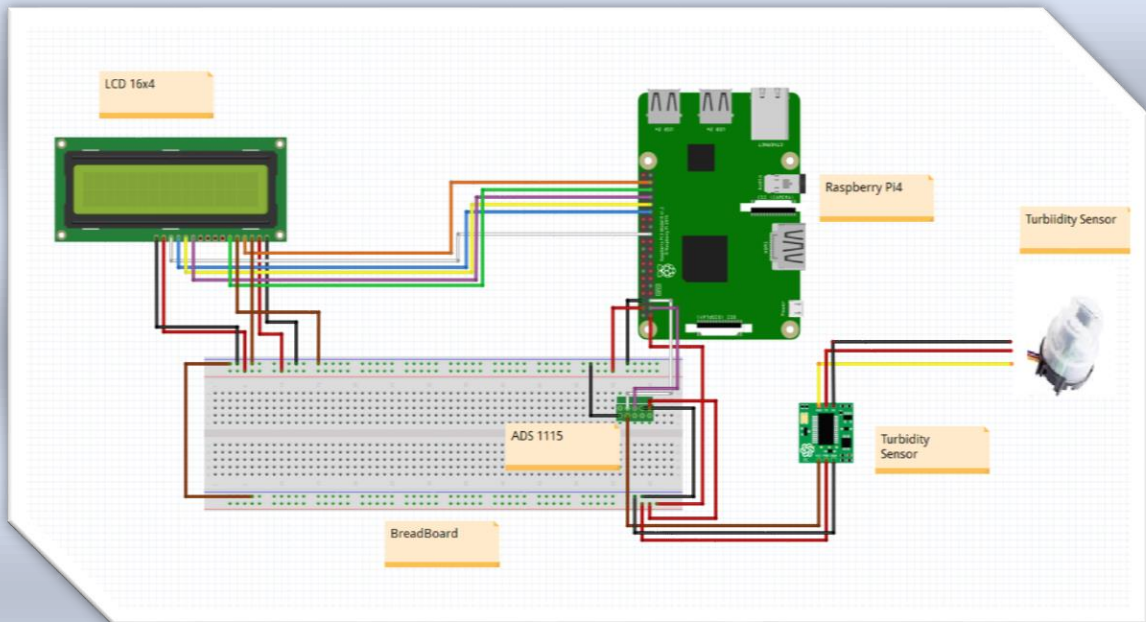 LCD 16x4
Raspberry Pi4
Turbiidity Sensor
ADS 1115
Turbidity
Sensor
BreadBoard